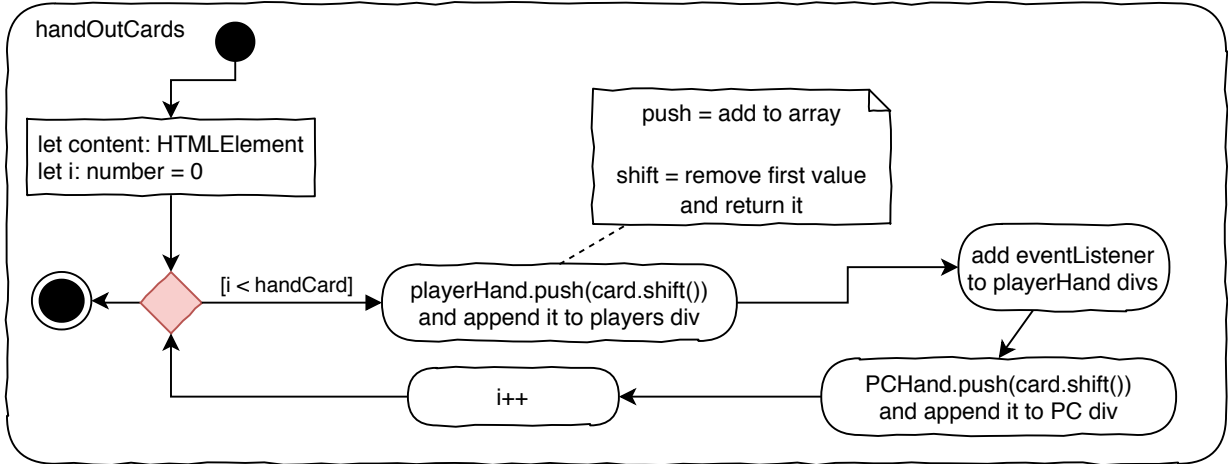 handOutCards
let content: HTMLElement
let i: number = 0
push = add to array
shift = remove first value
and return it
[i < handCard]
playerHand.push(card.shift())
and append it to players div
add eventListener
to playerHand divs
PCHand.push(card.shift())
and append it to PC div
i++